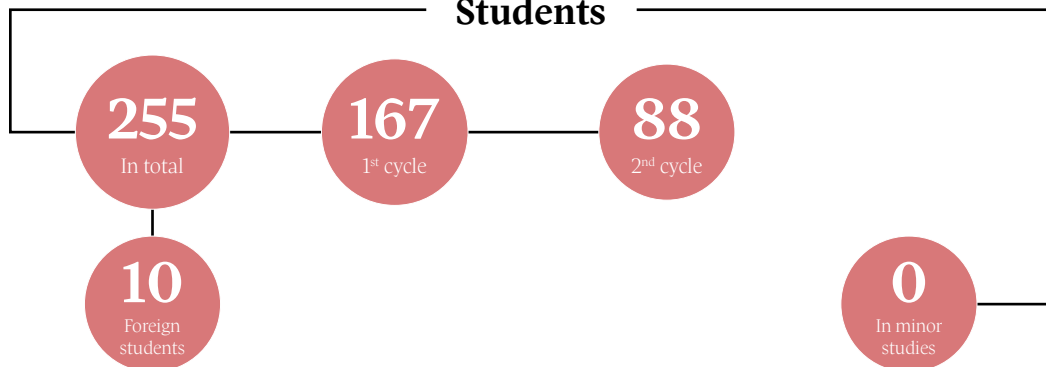 Students
255
In total
167
1st cycle
88
2nd cycle
10
Foreign
students
0
In minor
studies